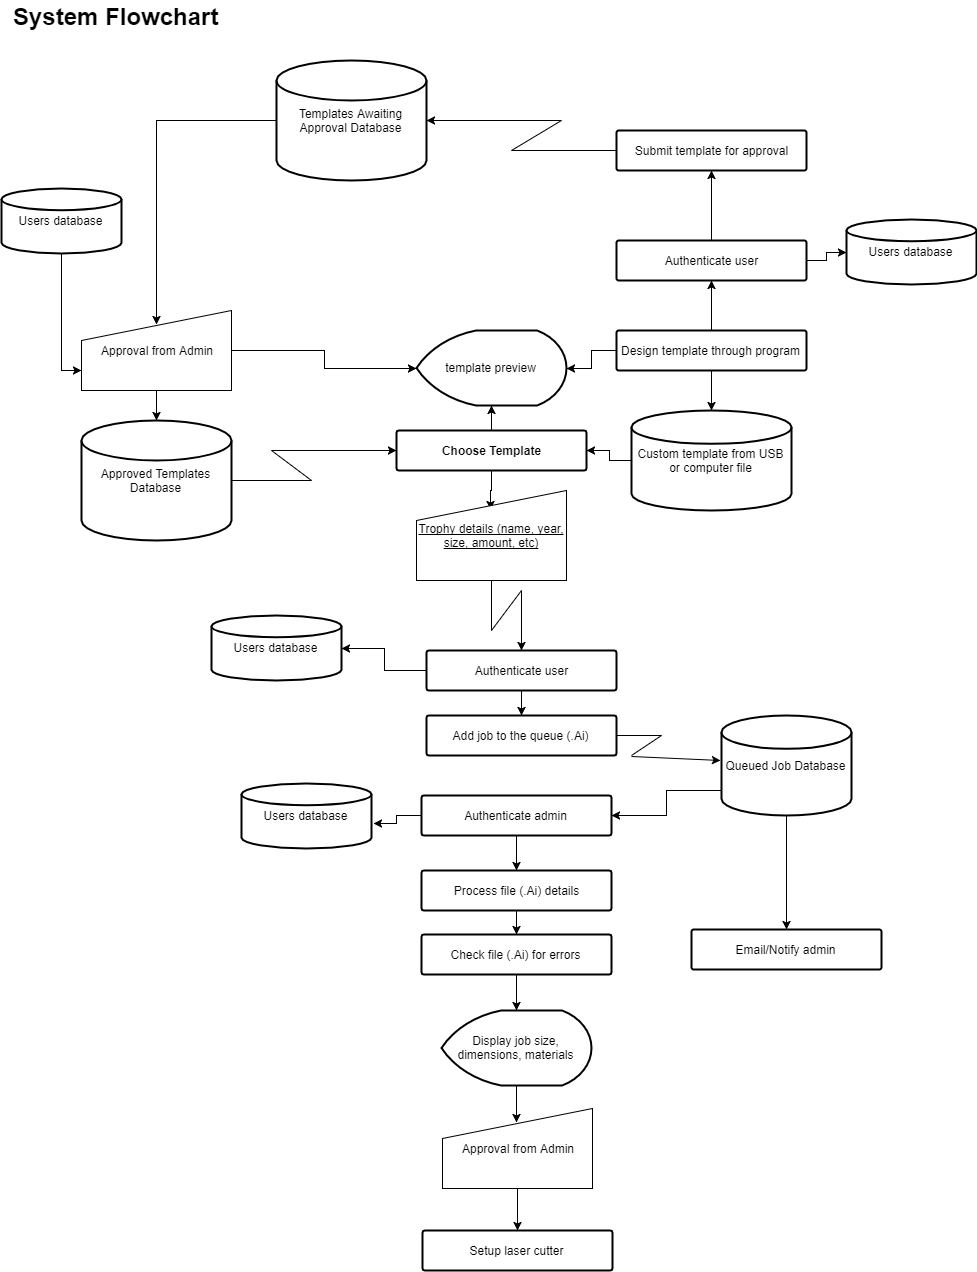 System Flowchart
Templates Awaiting
Approval Database
Submit template for approval
Users database
Authenticate user
Users database
Approval from Admin
template preview
Design template through program
Choose Template
Custom template from USB
or computer file
Approved Templates
Database
Trophy details (name, year,
size, amount, etc)
Users database
Authenticate user
Add job to the queue (.Ai)
Queued Job Database
Users database
Authenticate admin
Process file (.Ai) details
Check file (.Ai) for errors
Email/Notify admin
Display job size,
dimensions, materials
Approval from Admin
Setup laser cutter